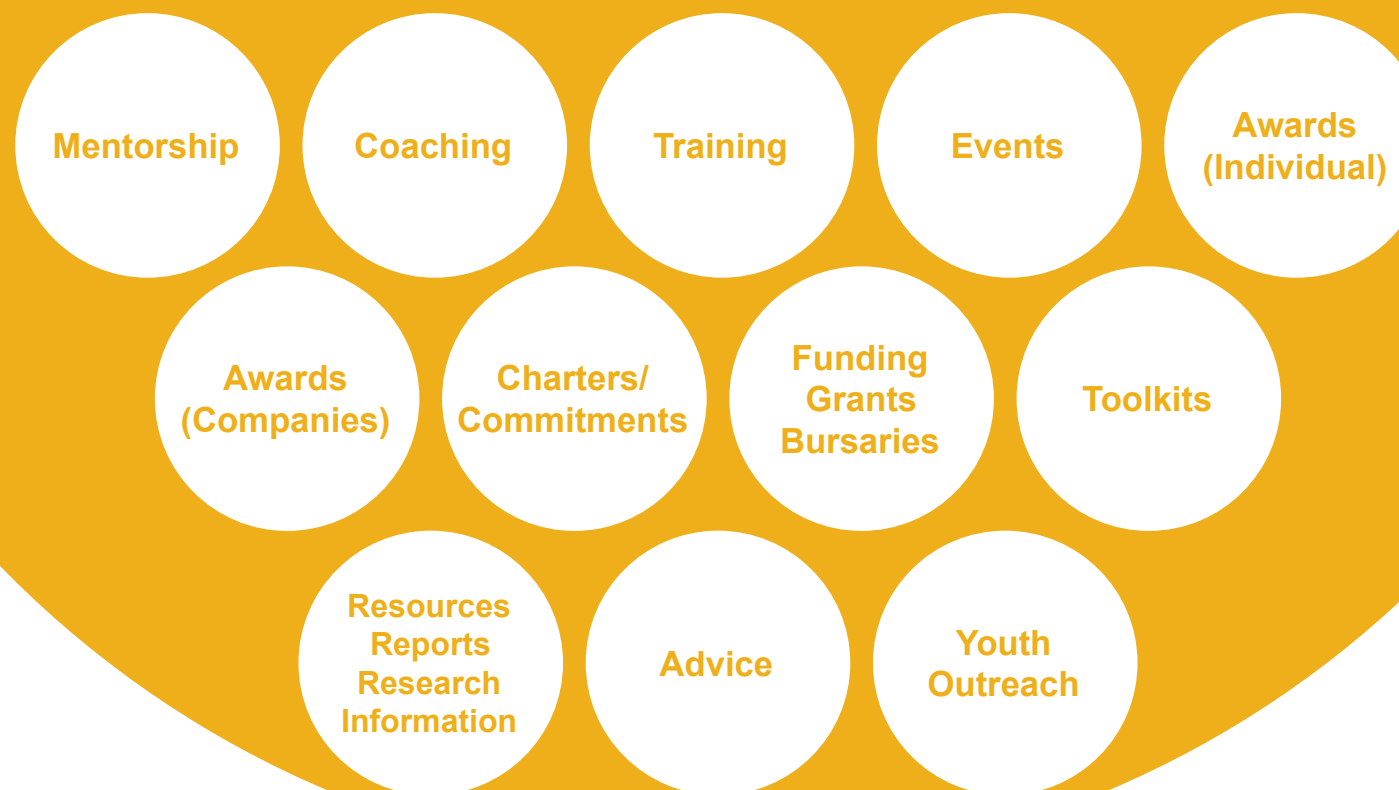 Mentorship
Coaching
Training
Events
Awards
(Individual)
Awards
(Companies)
Charters/
Commitments
Funding
Grants
Bursaries
Toolkits
Resources
Reports
Research
Information
Advice
Youth
Outreach